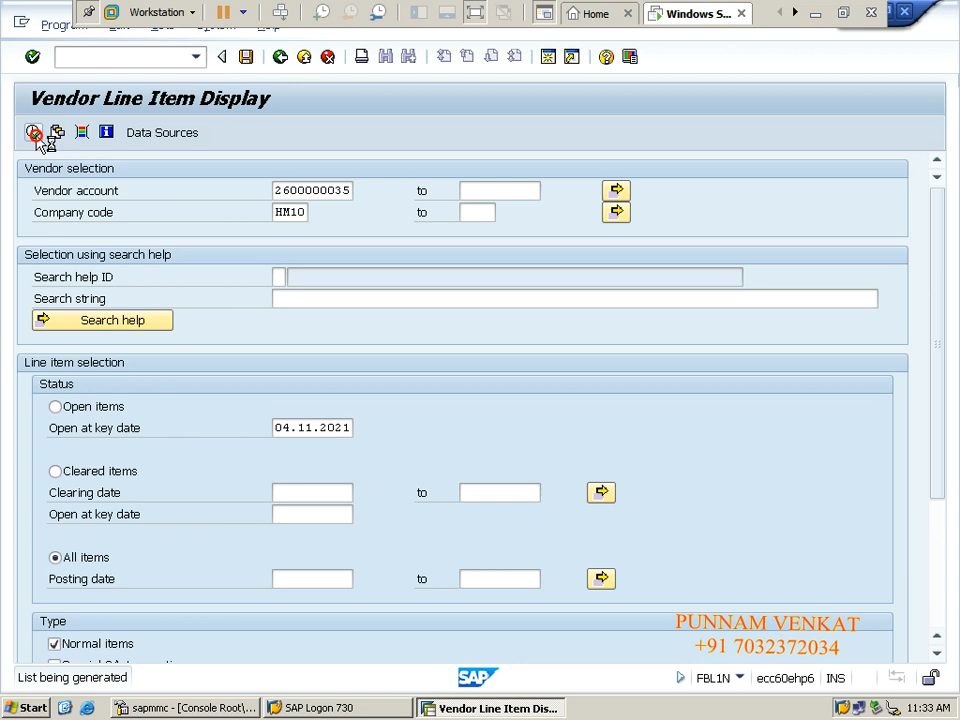 Workstation
Home
Windows S...
Program
Vendor Line Item Display
Data Sources
Vendor selection
Vendor account 2600000035 to
Company code HM10 to
Selection using search help
Search help ID
Search string
Search help
Line item selection
Status
Open items
Open at key date 04.11.2021
Cleared items
Clearing date to
Open at key date
All items
Posting date to
Type
PUNNAM VENKAT
Normal items
+91 7032372034
List being generated
SAP
FBL1N
ecc60ehp6
INS
Start
sapmmc - [Console Root\...
SAP Logon 730
Vendor Line Item Dis...
11:33 AM